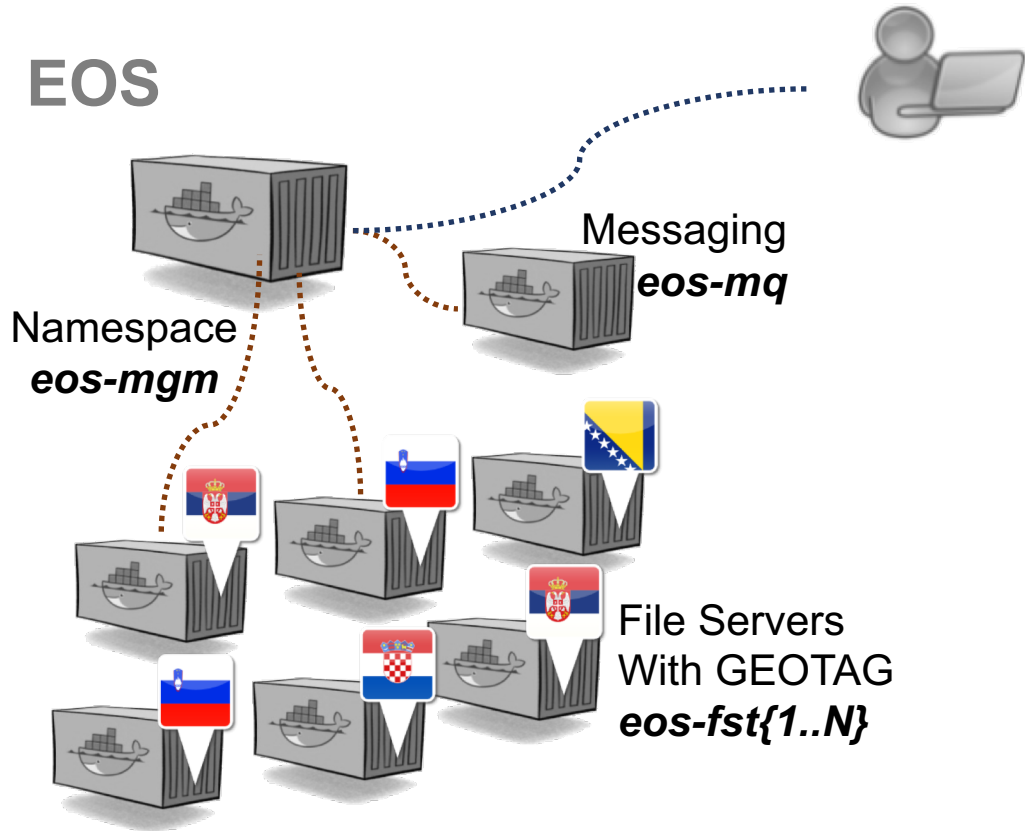 EOS
Messaging
eos-mq
Namespace
eos-mgm
File Servers
With GEOTAG
eos-fst{1..N}